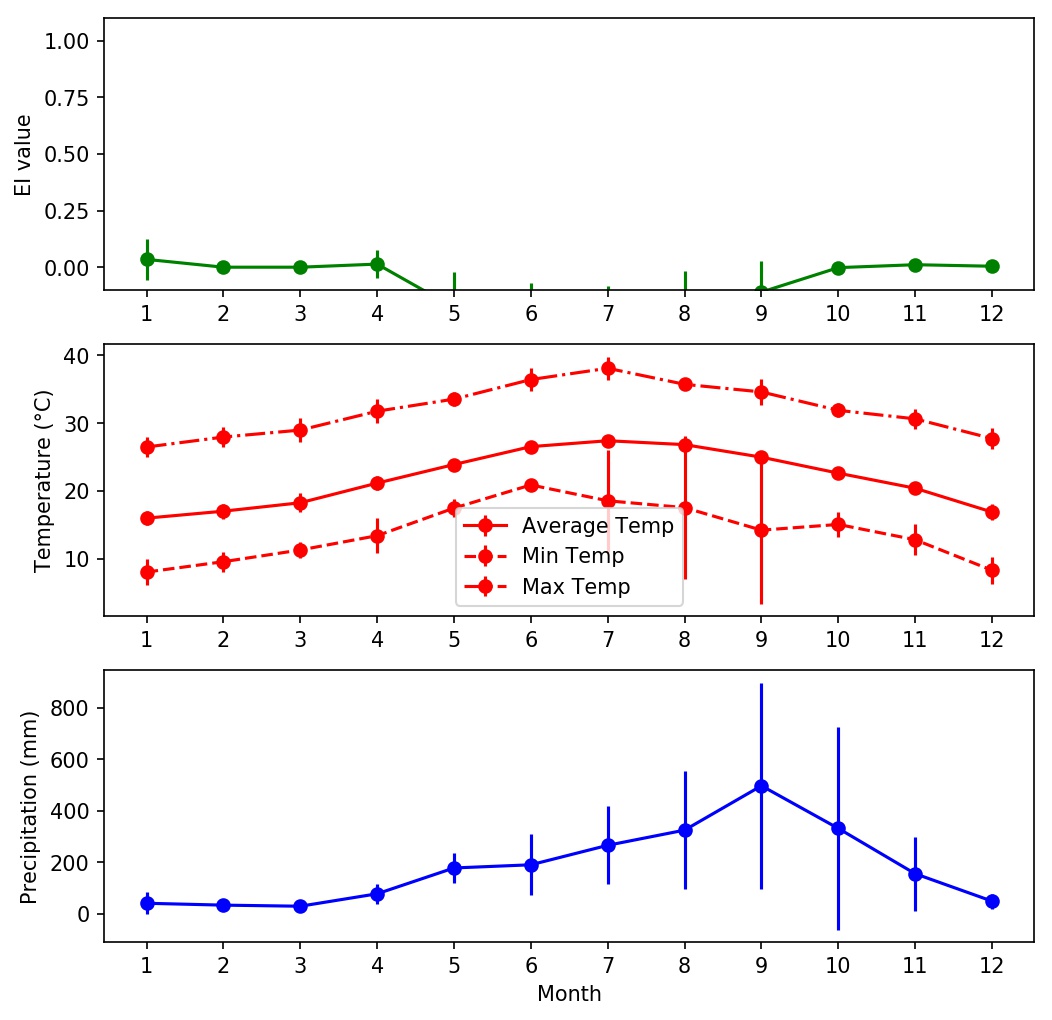 EI value
1.00
0.75
0.50
0.25
0.00
1 2 3 4 5 6 7 8 9 10 11 12
Temperature (°C)
40
30
20
10
Average Temp
Min Temp
Max Temp
1 2 3 4 5 6 7 8 9 10 11 12
Precipitation (mm)
800
600
400
200
0
1 2 3 4 5 6 7 8 9 10 11 12
Month